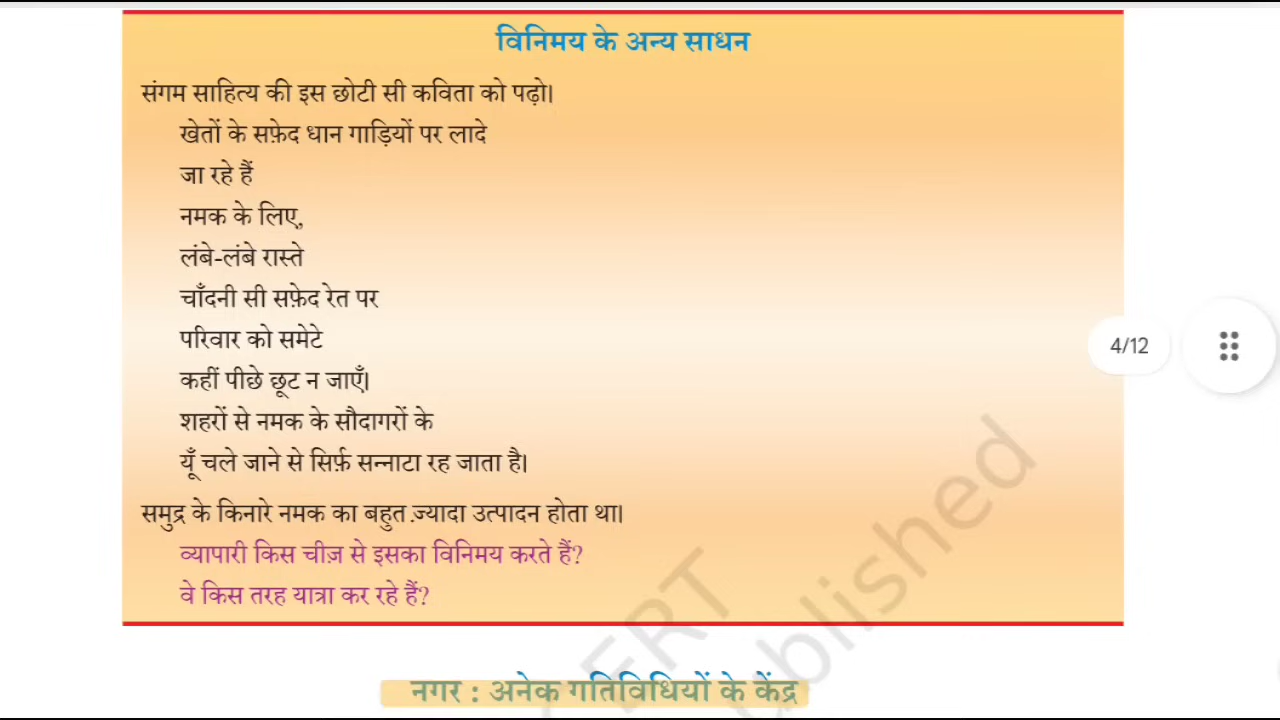 विनिमय के अन्य साधन
संगम साहित्य की इस छोटी सी कविता को पढ़ो।
खेतों के सफ़ेद धान गाड़ियों पर लादे
जा रहे हैं
नमक के लिए,
लंबे-लंबे रास्ते
चाँदनी सी सफ़ेद रेत पर
परिवार को समेटे
कहीं पीछे छूट न जाएँ।
शहरों से नमक के सौदागरों के
यूँ चले जाने से सिर्फ़ सन्नाटा रह जाता है।
समुद्र के किनारे नमक का बहुत ज़्यादा उत्पादन होता था।
व्यापारी किस चीज़ से इसका विनिमय करते हैं?
वे किस तरह यात्रा कर रहे हैं?
4/12
नगर : अनेक गतिविधियों के केंद्र